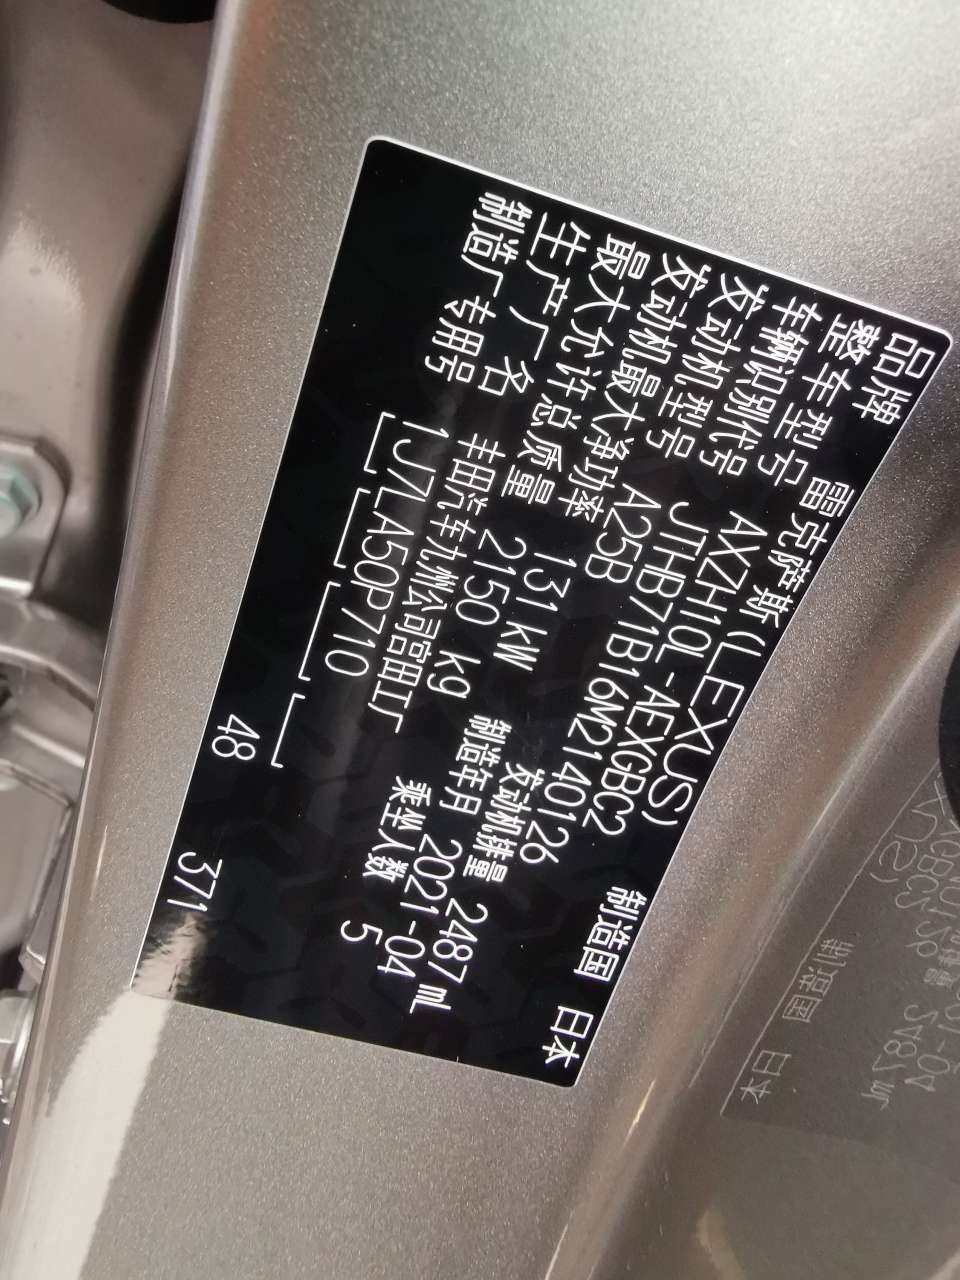 品牌 雷克萨斯(LEXUS) 制造国 日本
整车型号 AXZH10L-AEXGBC2
车辆识别代号 JTHB71B16M2140126
发动机型号 A25B 发动机排量 2487mL
发动机最大净功率 131kW 制造年月 2021-04
最大允许总质量 2150 kg 乘坐人数 5
生产厂名 丰田汽车九州公司宫田工厂
制造厂专用号 1J7LA50P710
48 371